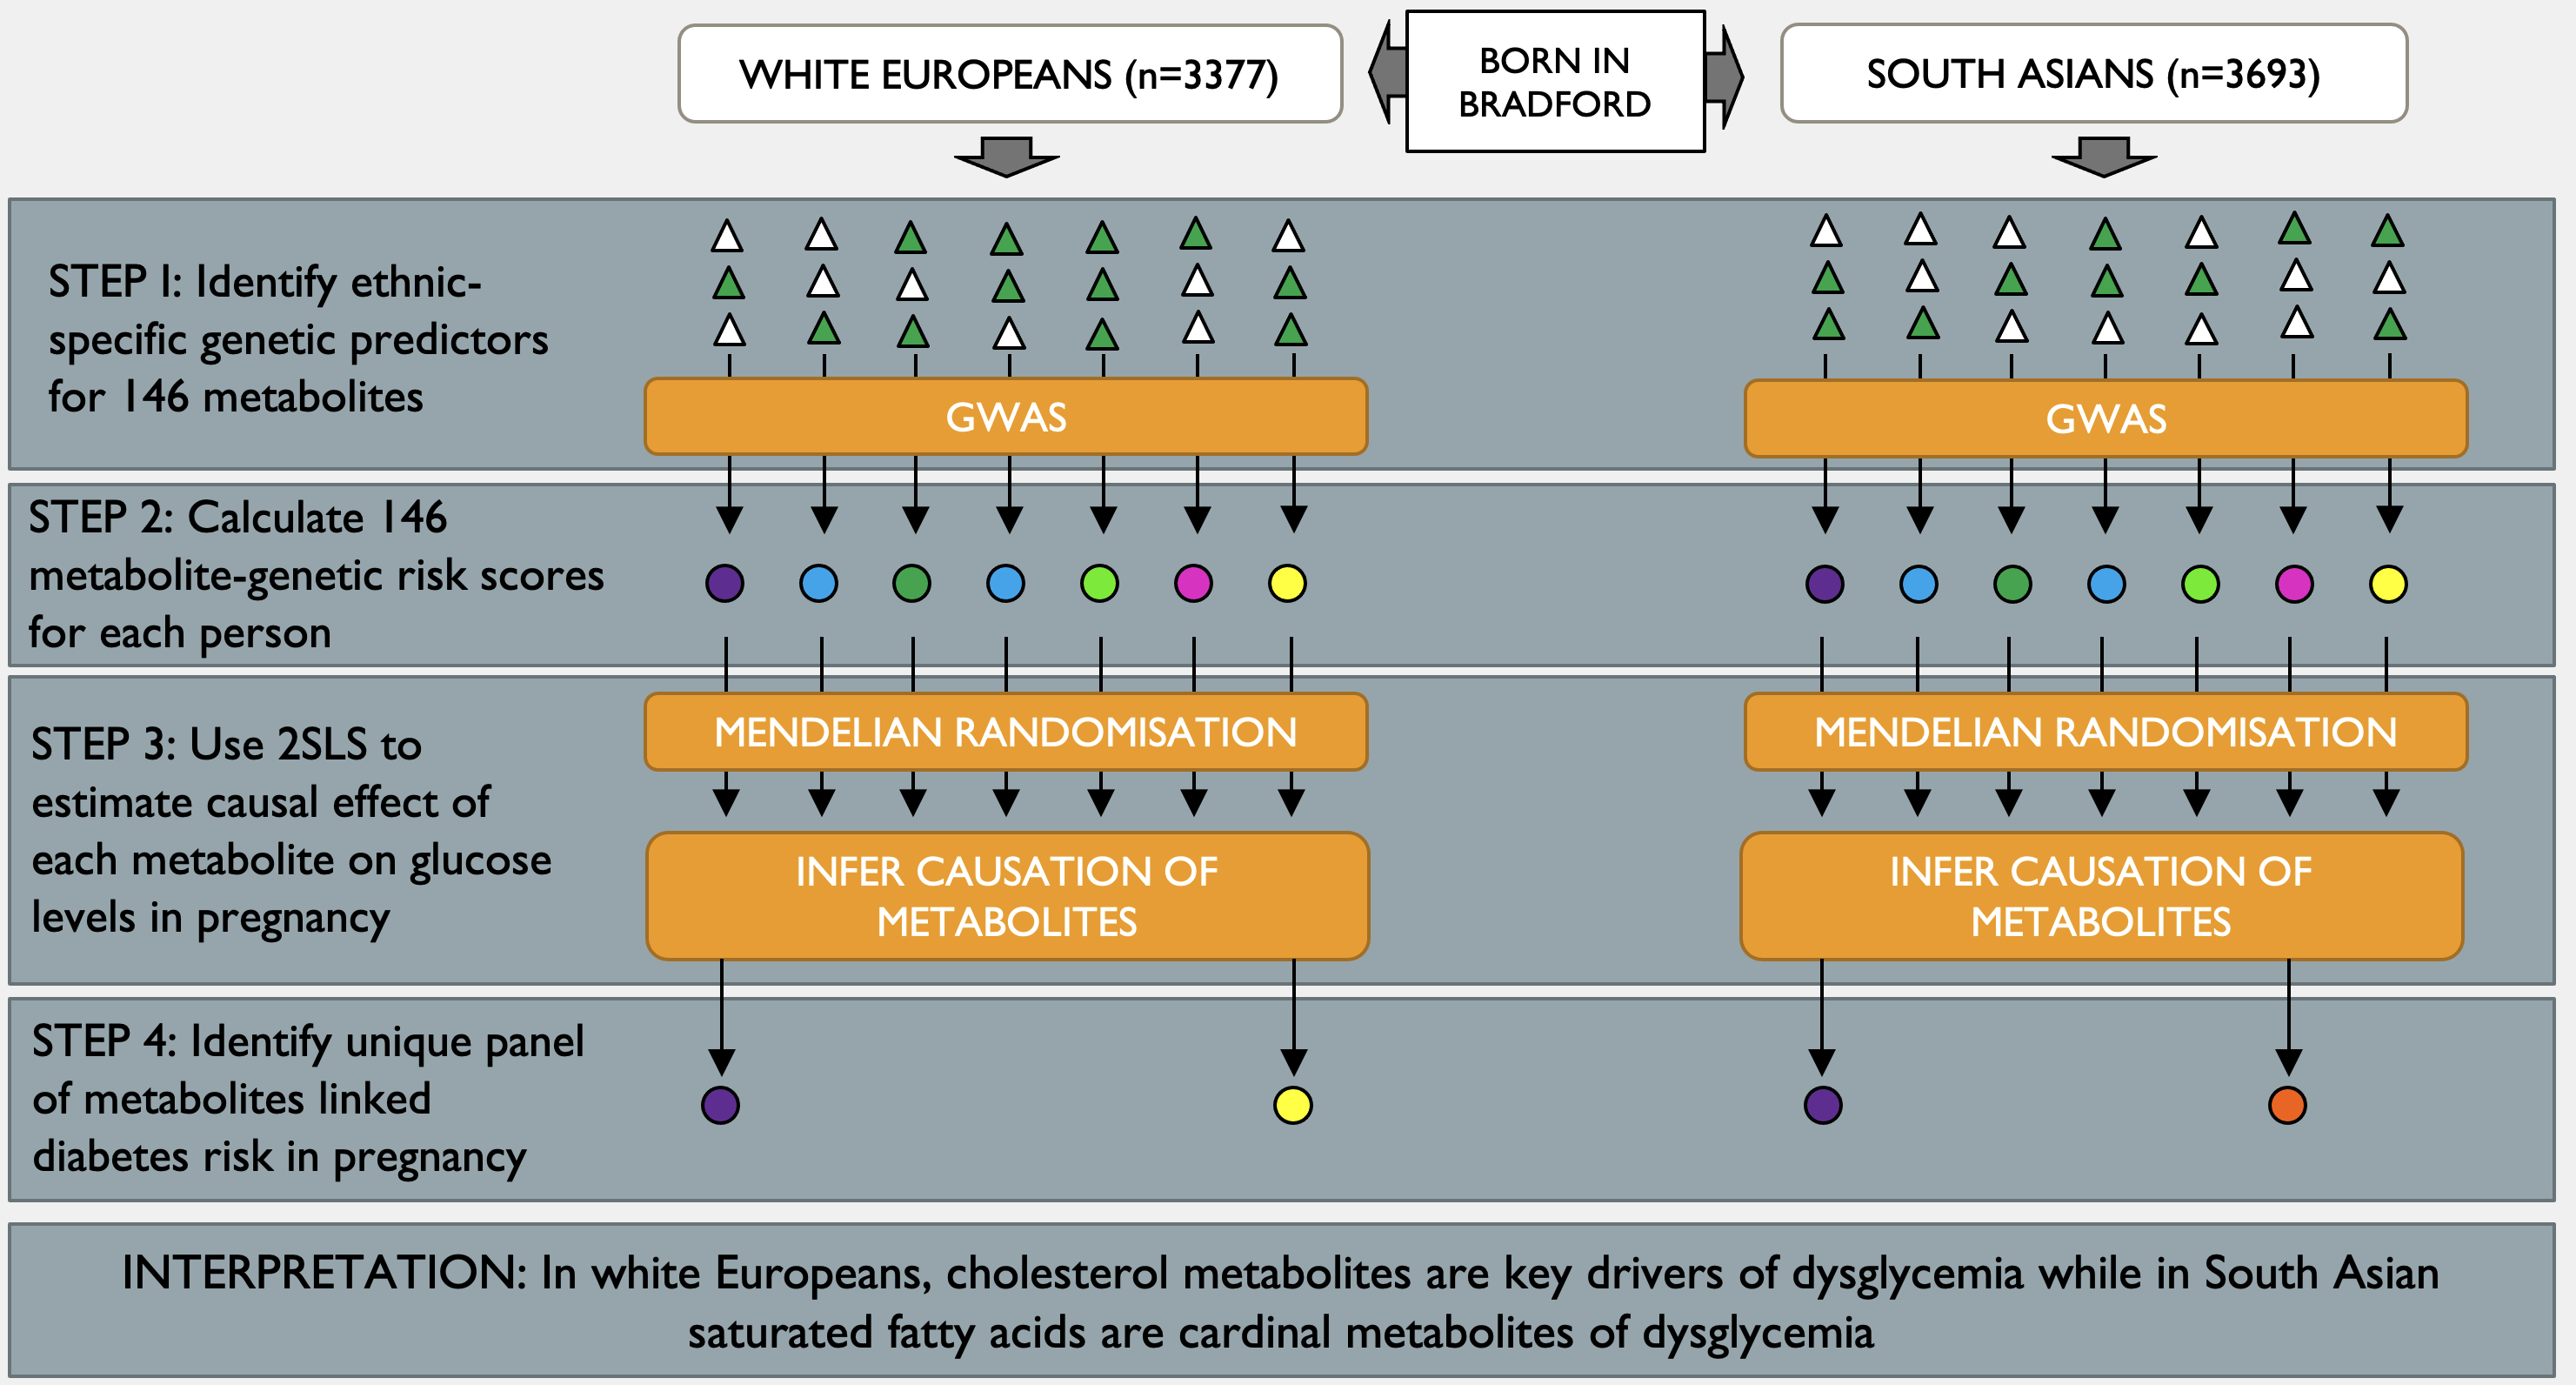 WHITE EUROPEANS (n=3377)
BORN IN
BRADFORD
SOUTH ASIANS (n=3693)
STEP 1: Identify ethnic-
specific genetic predictors
for 146 metabolites
GWAS
GWAS
STEP 2: Calculate 146
metabolite-genetic risk scores
for each person
STEP 3: Use 2SLS to
estimate causal effect of
each metabolite on glucose
levels in pregnancy
MENDELIAN RANDOMISATION
MENDELIAN RANDOMISATION
INFER CAUSATION OF
METABOLITES
INFER CAUSATION OF
METABOLITES
STEP 4: Identify unique panel
of metabolites linked
diabetes risk in pregnancy
INTERPRETATION: In white Europeans, cholesterol metabolites are key drivers of dysglycemia while in South Asian
saturated fatty acids are cardinal metabolites of dysglycemia